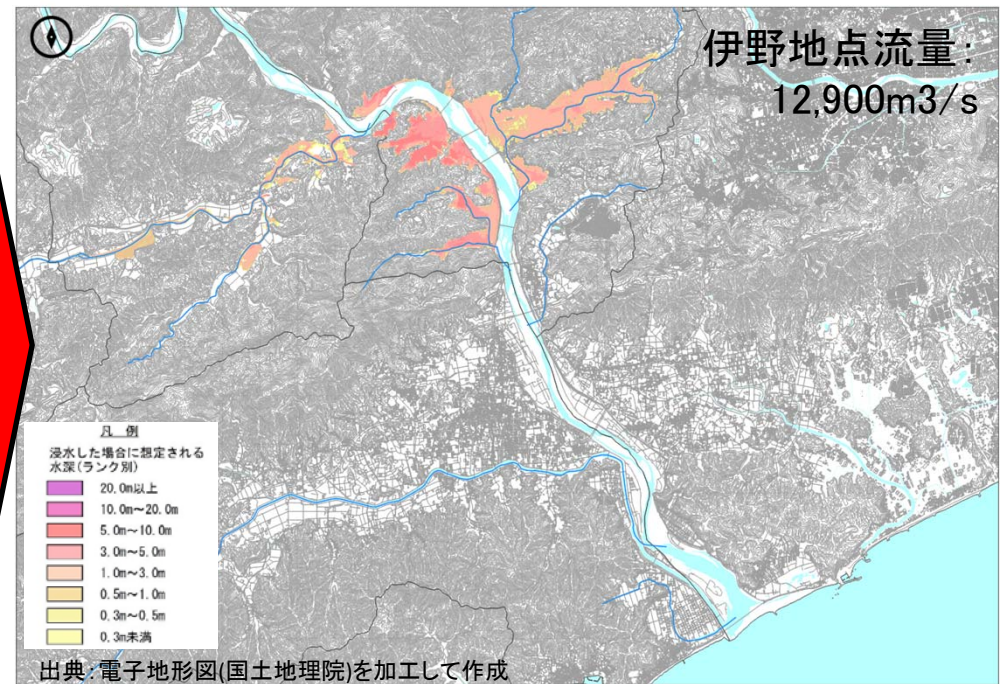 伊野地点流量:
12,900m3/s
凡 例
浸水した場合に想定される
水深(ランク別)
20.0m以上
10.0m~20.0m
5.0m~10.0m
3.0m~5.0m
1.0m~3.0m
0.5m~1.0m
0.3m~0.5m
0.3m未満
出典:電子地形図(国土地理院)を加工して作成